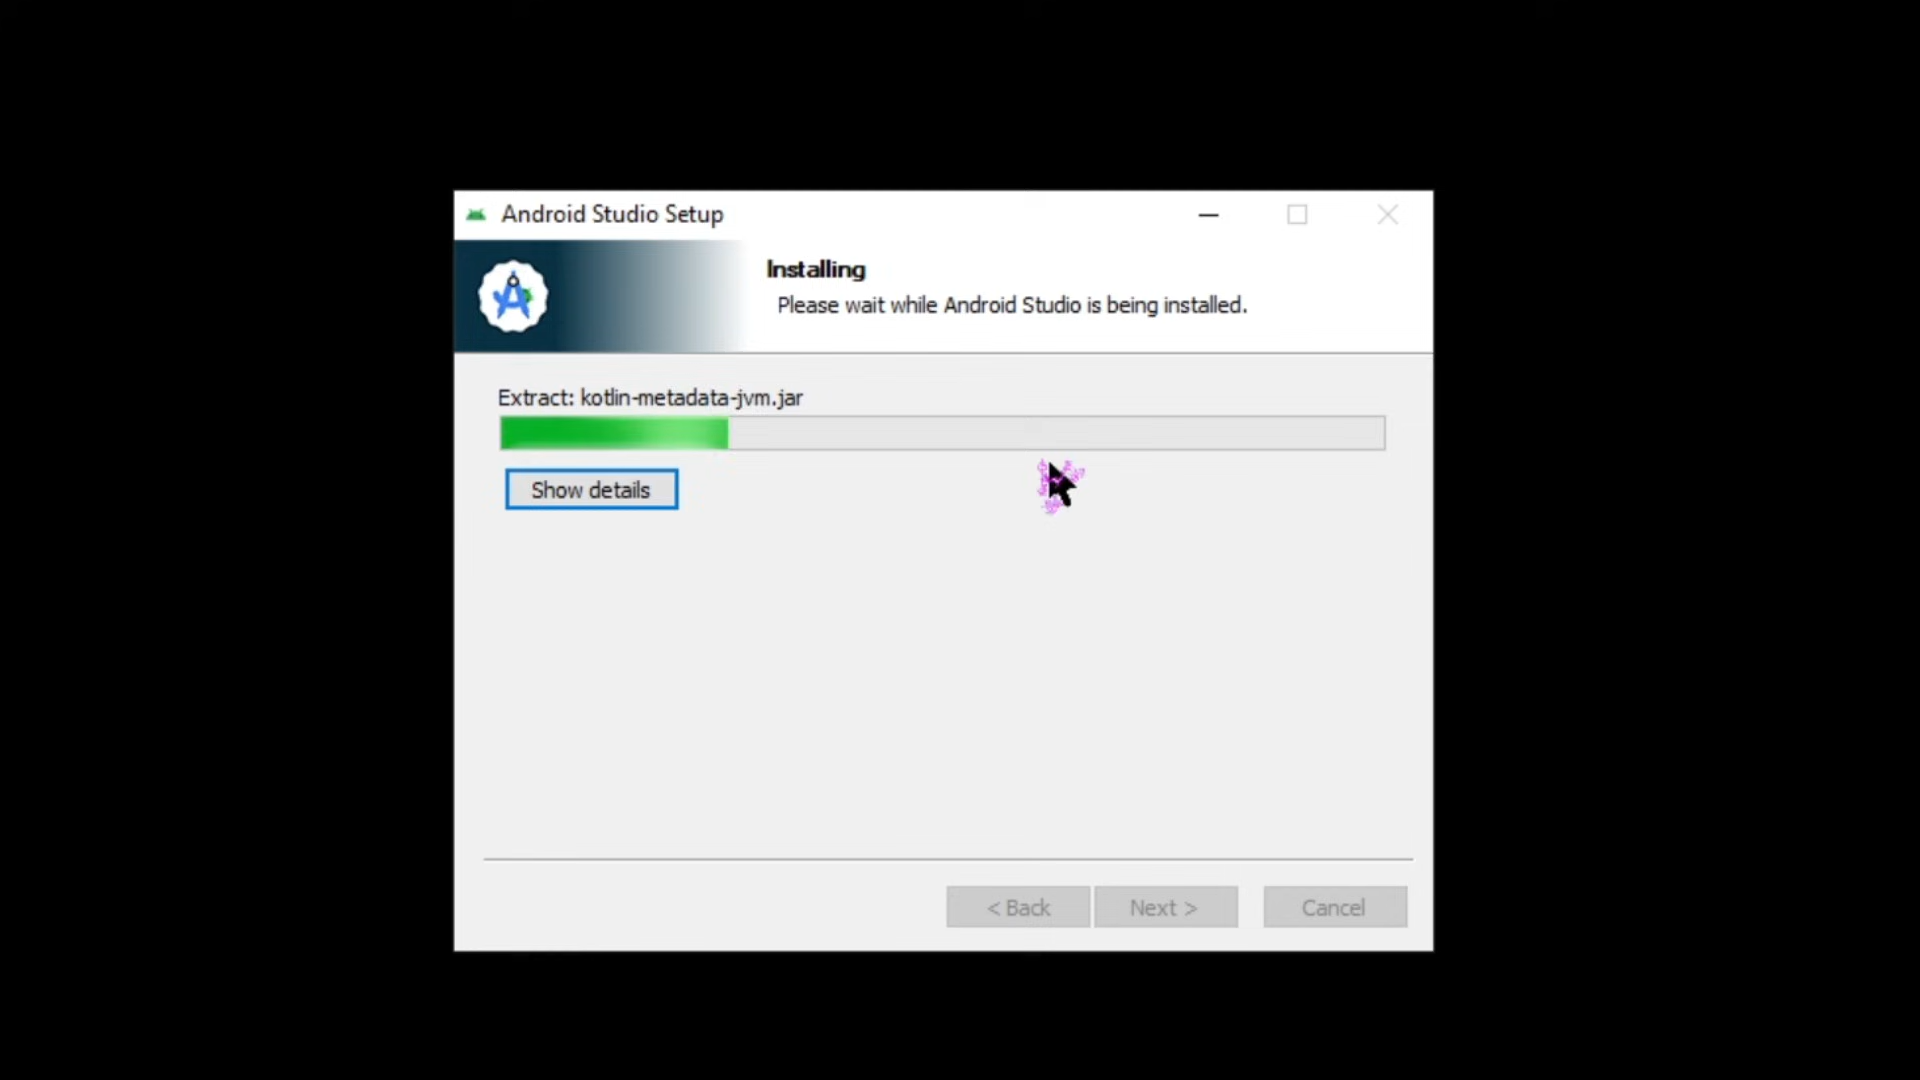 Android Studio Setup
Installing
Please wait while Android Studio is being installed.
Extract: kotlin-metadata-jvm.jar
Show details
< Back
Next >
Cancel